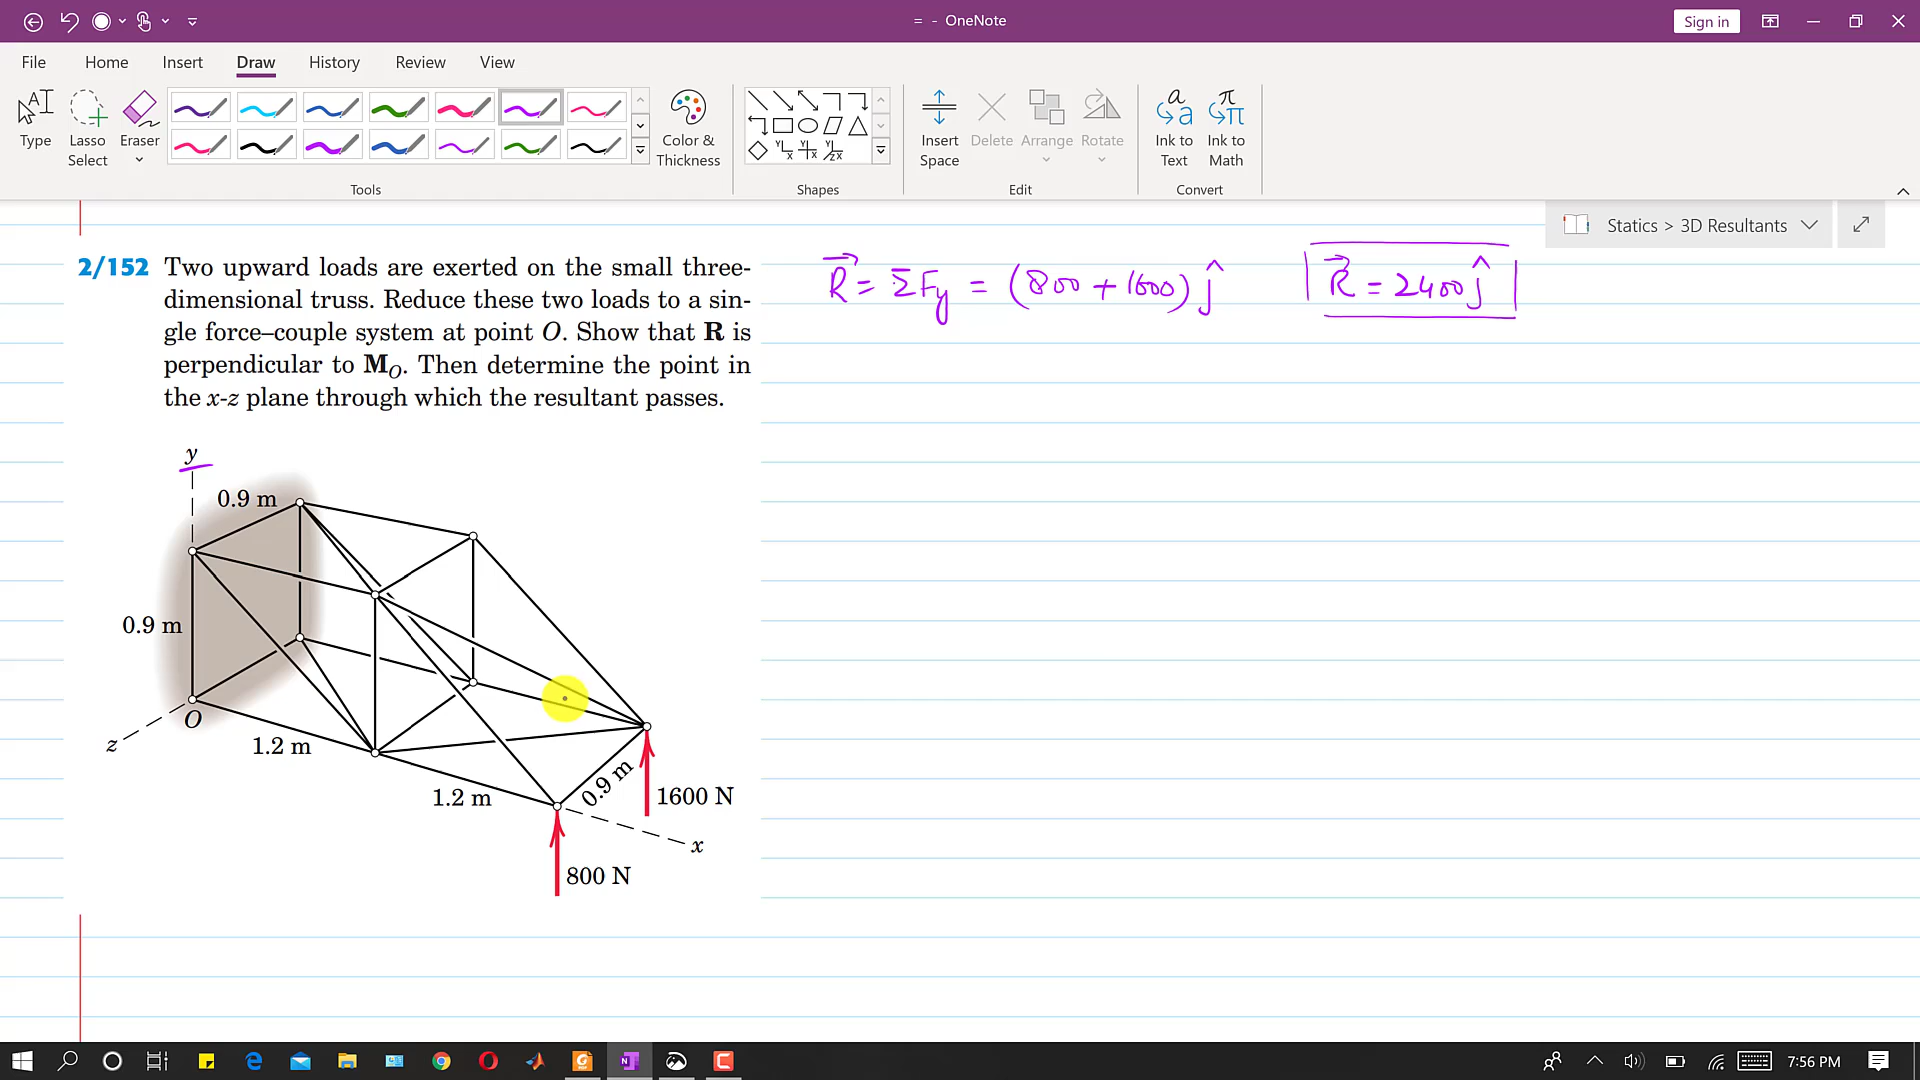 = - OneNote
Sign in
File Home Insert Draw History Review View
Type
Lasso Select
Eraser
Color & Thickness
Insert Space
Delete
Arrange
Rotate
Ink to Text
Ink to Math
Tools
Shapes
Edit
Convert
Statics > 3D Resultants
2/152 Two upward loads are exerted on the small three-
dimensional truss. Reduce these two loads to a sin-
gle force–couple system at point O. Show that R is
perpendicular to M_O. Then determine the point in
the x-z plane through which the resultant passes.
R⃗ = ΣFy = (800 + 1600) ĵ
R⃗ = 2400 ĵ
y
0.9 m
0.9 m
O
z
1.2 m
1.2 m
0.9 m
1600 N
x
800 N
7:56 PM